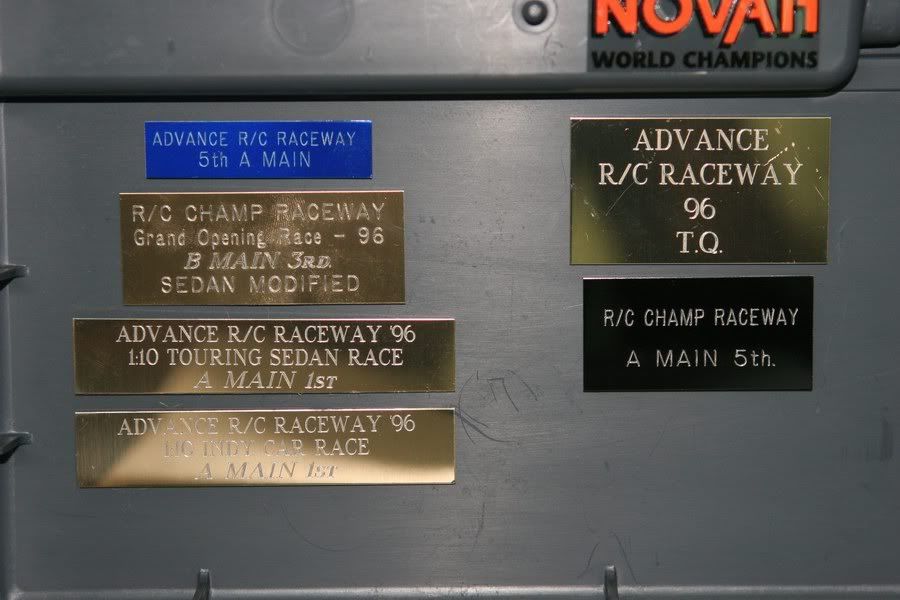 NOVAH
WORLD CHAMPIONS
ADVANCE R/C RACEWAY
5th A MAIN
R/C CHAMP RACEWAY
Grand Opening Race - 96
B MAIN 3RD.
SEDAN MODIFIED
ADVANCE R/C RACEWAY '96
1:10 TOURING SEDAN RACE
A MAIN 1ST
ADVANCE R/C RACEWAY '96
1:10 INDY CAR RACE
A MAIN 1ST
ADVANCE
R/C RACEWAY
96
T.Q.
R/C CHAMP RACEWAY
A MAIN 5th.